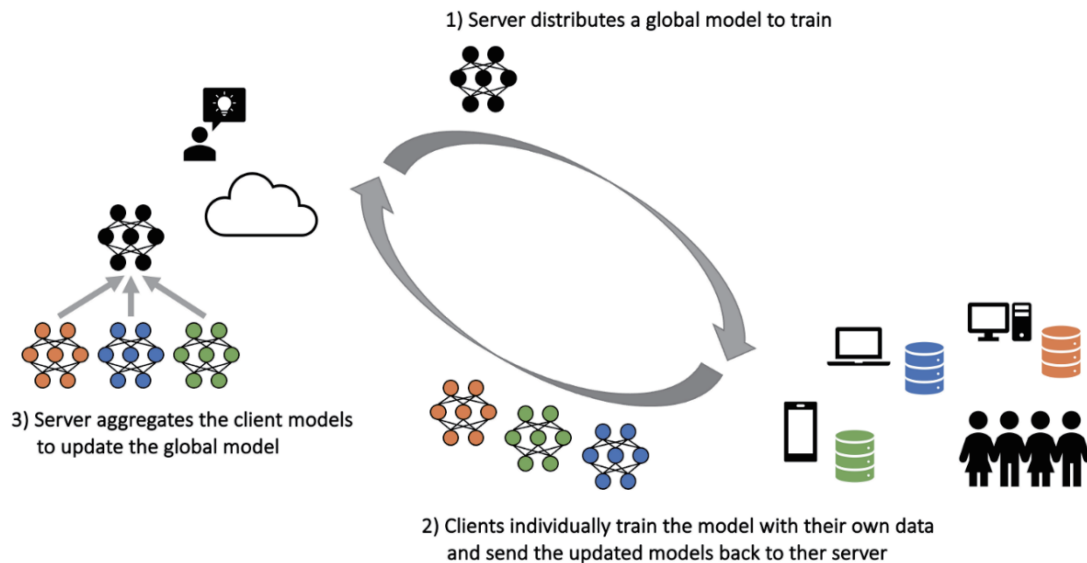 1) Server distributes a global model to train
3) Server aggregates the client models
to update the global model
2) Clients individually train the model with their own data
and send the updated models back to ther server